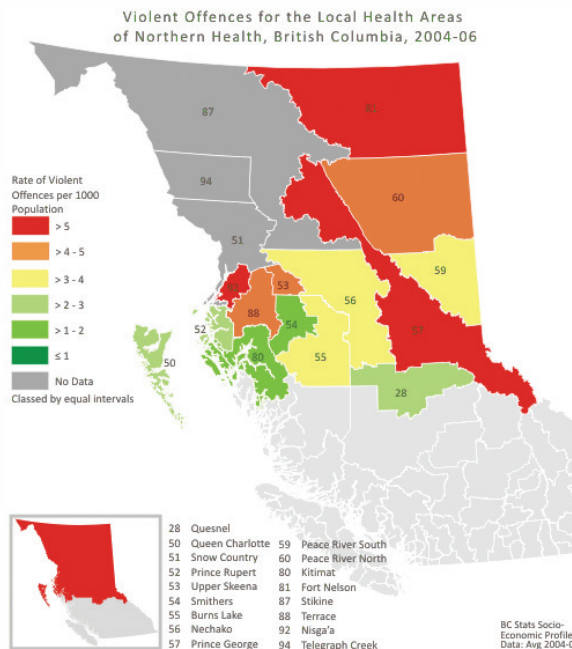 Violent Offences for the Local Health Areas
of Northern Health, British Columbia, 2004-06
87
81
94
60
51
59
53
56
88
52
54
50
80
55
28
Rate of Violent
Offences per 1000
Population
> 5
> 4 - 5
> 3 - 4
> 2 - 3
> 1 - 2
≤ 1
No Data
Classed by equal intervals
28 Quesnel
50 Queen Charlotte
51 Snow Country
52 Prince Rupert
53 Upper Skeena
54 Smithers
55 Burns Lake
56 Nechako
57 Prince George
59 Peace River South
60 Peace River North
80 Kitimat
81 Fort Nelson
87 Stikine
88 Terrace
92 Nisga'a
94 Telegraph Creek
BC Stats Socio-
Economic Profile
Data: Avg 2004-0